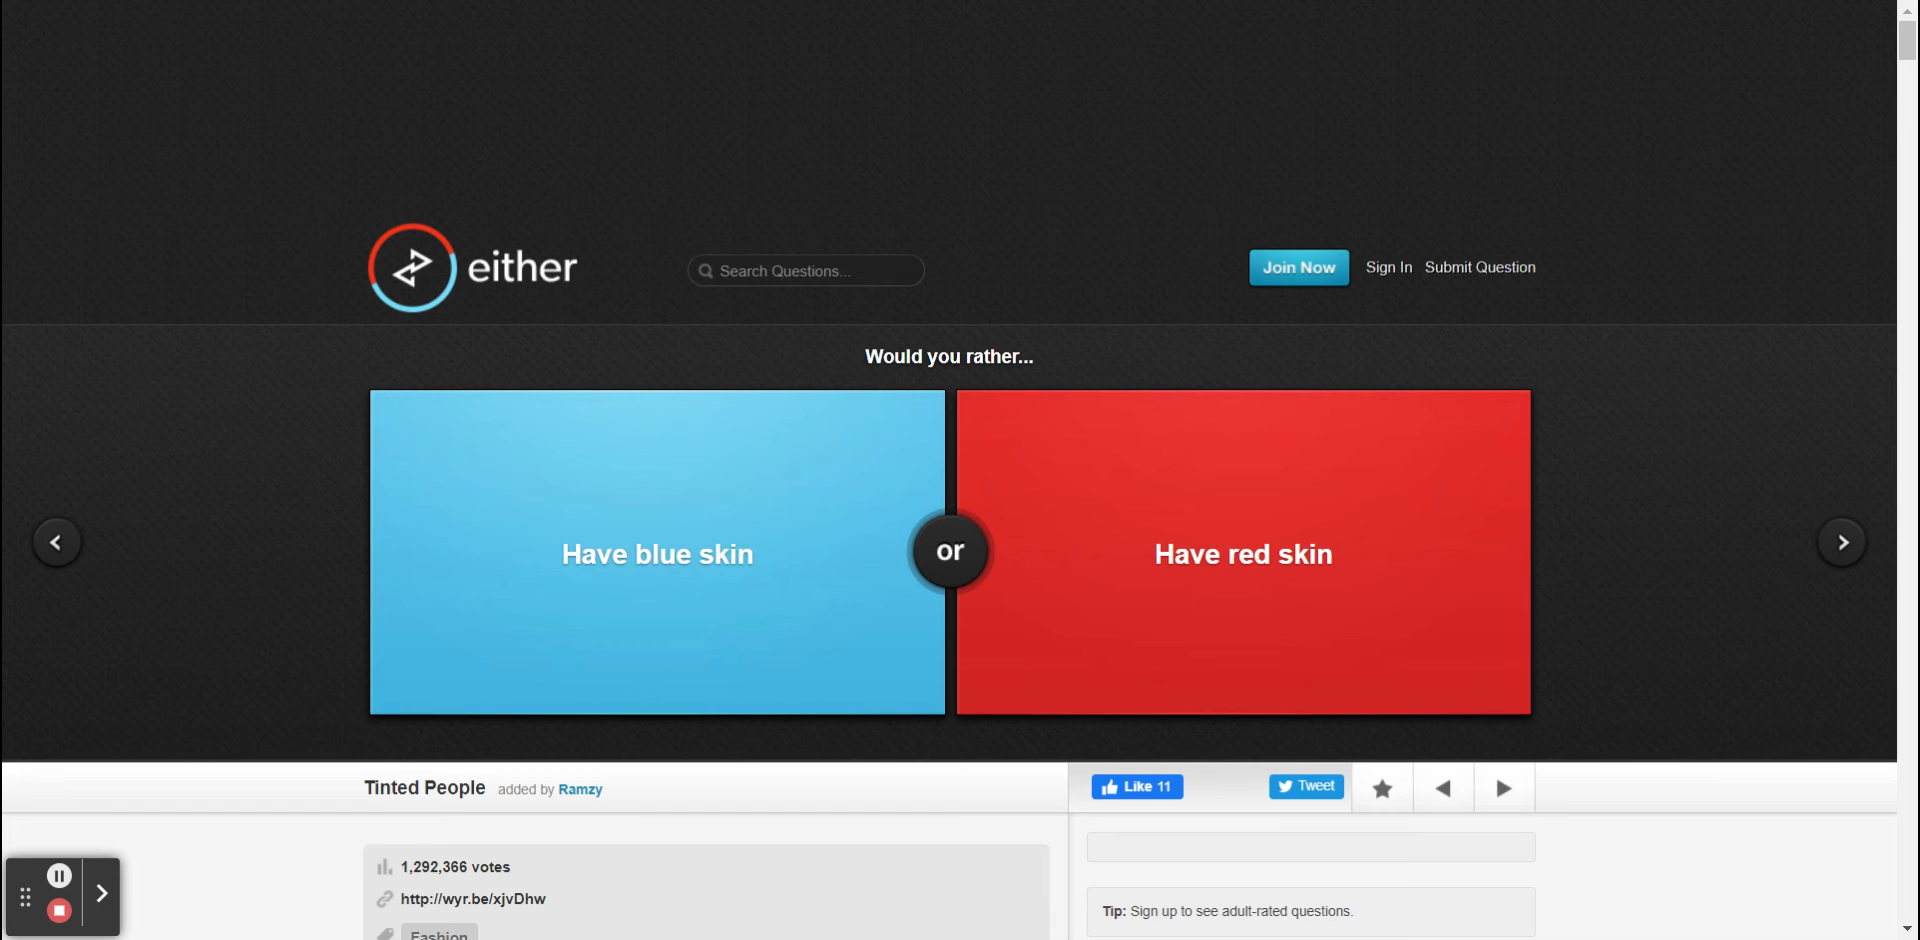 either
Search Questions...
Join Now
Sign In
Submit Question
Would you rather...
Have blue skin
or
Have red skin
Tinted People added by Ramzy
Like 11
Tweet
1,292,366 votes
http://wyr.be/xjvDhw
Fashion
Tip: Sign up to see adult-rated questions.